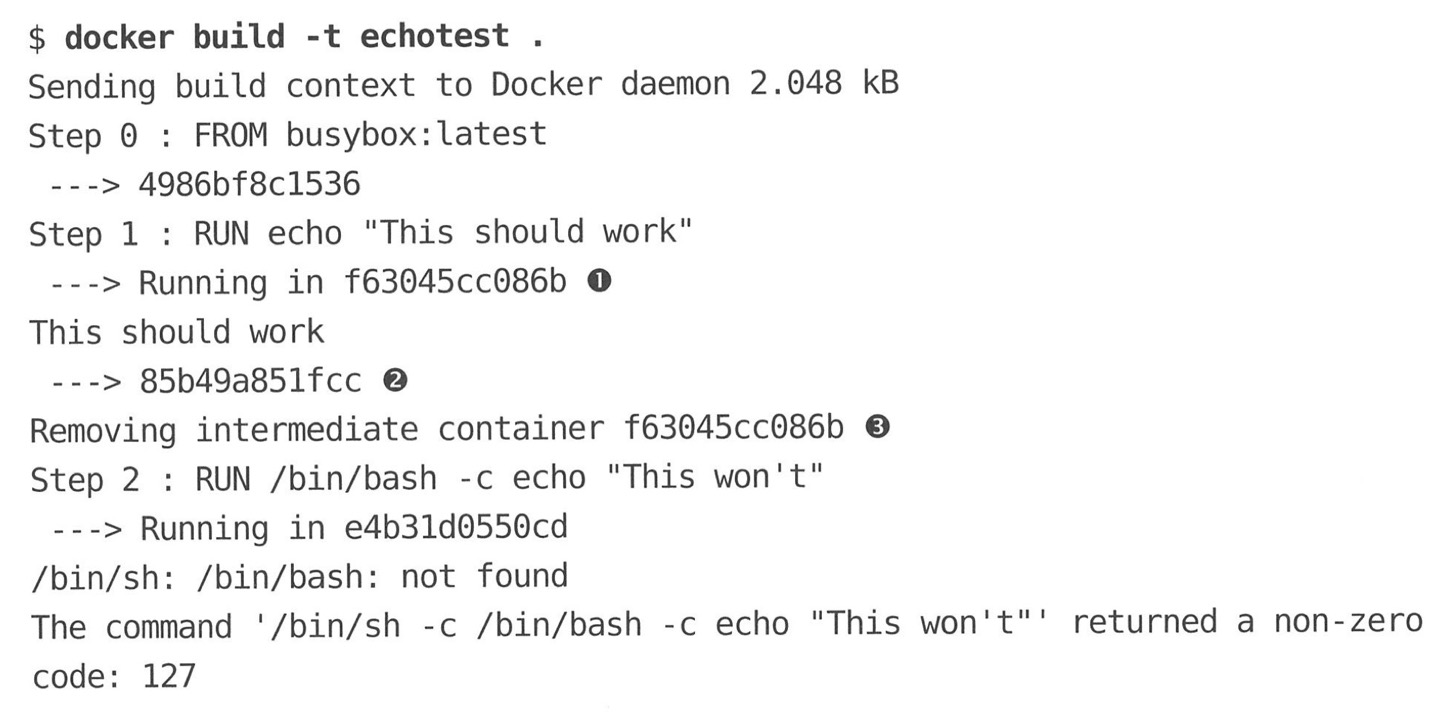 $ docker build -t echotest .
Sending build context to Docker daemon 2.048 kB
Step 0 : FROM busybox:latest
 ---> 4986bf8c1536
Step 1 : RUN echo "This should work"
 ---> Running in f63045cc086b ❶
This should work
 ---> 85b49a851fcc ❷
Removing intermediate container f63045cc086b ❸
Step 2 : RUN /bin/bash -c echo "This won't"
 ---> Running in e4b31d0550cd
/bin/sh: /bin/bash: not found
The command '/bin/sh -c /bin/bash -c echo "This won't"' returned a non-zero
code: 127